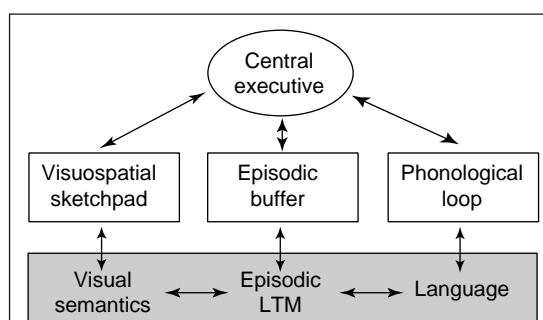 Central
executive
Visuospatial
sketchpad
Episodic
buffer
Phonological
loop
Visual
semantics
Episodic
LTM
Language